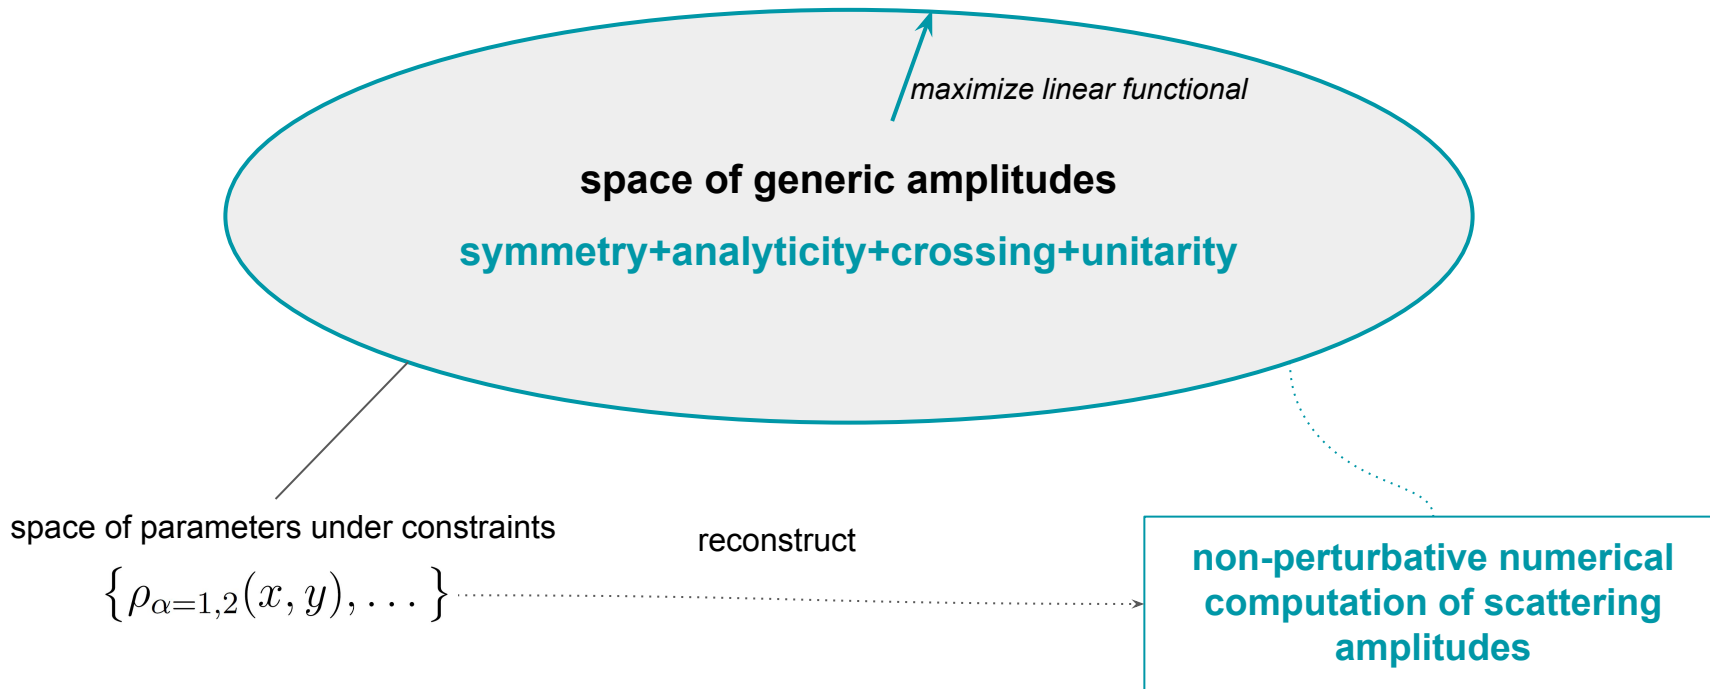 maximize linear functional
space of generic amplitudes
symmetry+analyticity+crossing+unitarity
space of parameters under constraints
{ρα=1,2(x, y), . . . }
reconstruct
non-perturbative numerical
computation of scattering
amplitudes